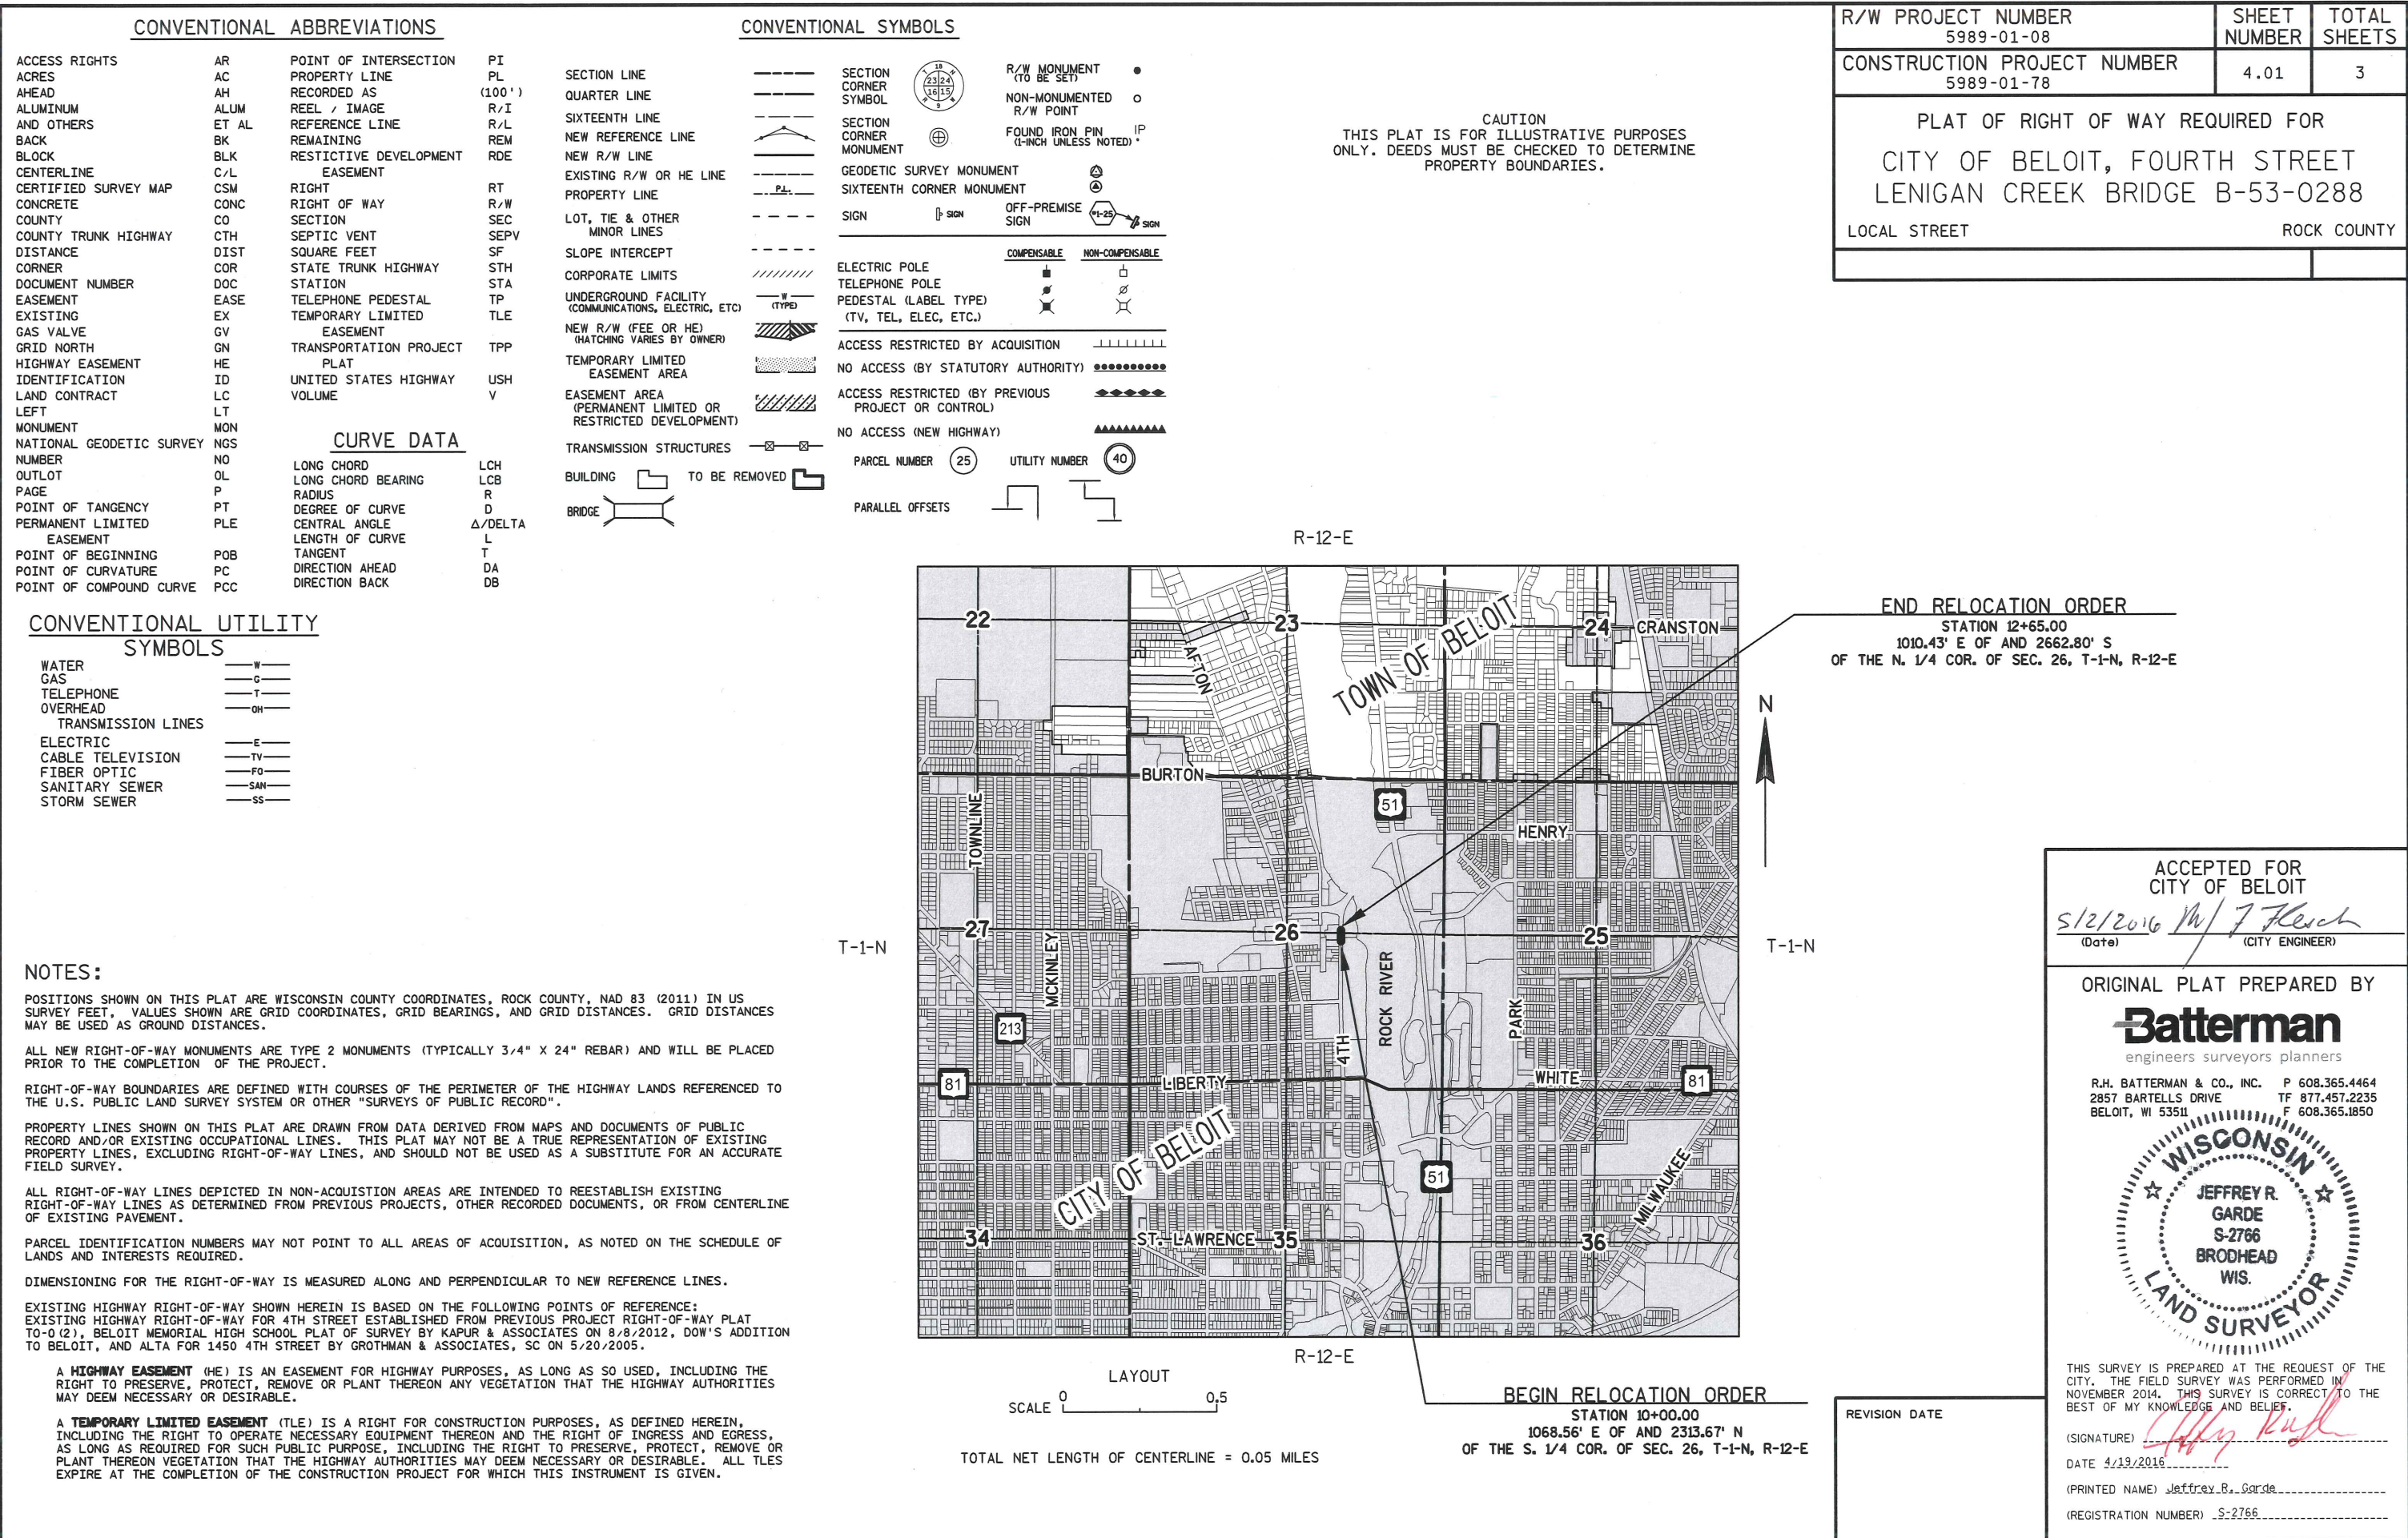 CONVENTIONAL ABBREVIATIONS
ACCESS RIGHTS AR
ACRES AC
AHEAD AH
ALUMINUM ALUM
AND OTHERS ET AL
BACK BK
BLOCK BLK
CENTERLINE C/L
CERTIFIED SURVEY MAP CSM
CONCRETE CONC
COUNTY CO
COUNTY TRUNK HIGHWAY CTH
DISTANCE DIST
CORNER COR
DOCUMENT NUMBER DOC
EASEMENT EASE
EXISTING EX
GAS VALVE GV
GRID NORTH GN
HIGHWAY EASEMENT HE
IDENTIFICATION ID
LAND CONTRACT LC
LEFT LT
MONUMENT MON
NATIONAL GEODETIC SURVEY NGS
NUMBER NO
OUTLOT OL
PAGE P
POINT OF TANGENCY PT
PERMANENT LIMITED PLE
EASEMENT
POINT OF BEGINNING POB
POINT OF CURVATURE PC
POINT OF COMPOUND CURVE PCC
POINT OF INTERSECTION PI
PROPERTY LINE PL
RECORDED AS (100')
REEL / IMAGE R/I
REFERENCE LINE R/L
REMAINING REM
RESTICTIVE DEVELOPMENT RDE
EASEMENT
RIGHT RT
RIGHT OF WAY R/W
SECTION SEC
SEPTIC VENT SEPV
SQUARE FEET SF
STATE TRUNK HIGHWAY STH
STATION STA
TELEPHONE PEDESTAL TP
TEMPORARY LIMITED TLE
EASEMENT
TRANSPORTATION PROJECT TPP
PLAT
UNITED STATES HIGHWAY USH
VOLUME V
CURVE DATA
LONG CHORD LCH
LONG CHORD BEARING LCB
RADIUS R
DEGREE OF CURVE D
CENTRAL ANGLE Δ/DELTA
LENGTH OF CURVE L
TANGENT T
DIRECTION AHEAD DA
DIRECTION BACK DB
CONVENTIONAL SYMBOLS
SECTION LINE
QUARTER LINE
SIXTEENTH LINE
NEW REFERENCE LINE
NEW R/W LINE
EXISTING R/W OR HE LINE
PROPERTY LINE P.L.
LOT, TIE & OTHER
MINOR LINES
SLOPE INTERCEPT
CORPORATE LIMITS
UNDERGROUND FACILITY W
(COMMUNICATIONS, ELECTRIC, ETC) (TYPE)
NEW R/W (FEE OR HE)
(HATCHING VARIES BY OWNER)
TEMPORARY LIMITED
EASEMENT AREA
EASEMENT AREA
(PERMANENT LIMITED OR
RESTRICTED DEVELOPMENT)
TRANSMISSION STRUCTURES
BUILDING TO BE REMOVED
BRIDGE
SECTION
CORNER
SYMBOL
T 18 N
23 24
16 15
9
SECTION
CORNER
MONUMENT
R/W MONUMENT
(TO BE SET)
NON-MONUMENTED
R/W POINT
FOUND IRON PIN IP
(1-INCH UNLESS NOTED)
GEODETIC SURVEY MONUMENT
SIXTEENTH CORNER MONUMENT
SIGN SIGN
OFF-PREMISE
SIGN
#1-25 SIGN
COMPENSABLE NON-COMPENSABLE
ELECTRIC POLE
TELEPHONE POLE
PEDESTAL (LABEL TYPE)
(TV, TEL, ELEC, ETC.)
ACCESS RESTRICTED BY ACQUISITION
NO ACCESS (BY STATUTORY AUTHORITY)
ACCESS RESTRICTED (BY PREVIOUS
PROJECT OR CONTROL)
NO ACCESS (NEW HIGHWAY)
PARCEL NUMBER 25 UTILITY NUMBER 40
PARALLEL OFFSETS
CAUTION
THIS PLAT IS FOR ILLUSTRATIVE PURPOSES
ONLY. DEEDS MUST BE CHECKED TO DETERMINE
PROPERTY BOUNDARIES.
R/W PROJECT NUMBER
5989-01-08
CONSTRUCTION PROJECT NUMBER
5989-01-78
SHEET
NUMBER
4.01
TOTAL
SHEETS
3
PLAT OF RIGHT OF WAY REQUIRED FOR
CITY OF BELOIT, FOURTH STREET
LENIGAN CREEK BRIDGE B-53-0288
LOCAL STREET ROCK COUNTY
CONVENTIONAL UTILITY
SYMBOLS
WATER W
GAS G
TELEPHONE T
OVERHEAD OH
TRANSMISSION LINES
ELECTRIC E
CABLE TELEVISION TV
FIBER OPTIC FO
SANITARY SEWER SAN
STORM SEWER SS
R-12-E
22
23
24 CRANSTON
AFTON
TOWN OF BELOIT
BURTON
51
HENRY
TOWNLINE
27
26
25
MCKINLEY
213
4TH
ROCK RIVER
PARK
81
LIBERTY
WHITE
81
CITY OF BELOIT
51
MILWAUKEE
34
ST. LAWRENCE 35
36
T-1-N
T-1-N
N
R-12-E
END RELOCATION ORDER
STATION 12+65.00
1010.43' E OF AND 2662.80' S
OF THE N. 1/4 COR. OF SEC. 26, T-1-N, R-12-E
LAYOUT
SCALE 0 0.5
TOTAL NET LENGTH OF CENTERLINE = 0.05 MILES
BEGIN RELOCATION ORDER
STATION 10+00.00
1068.56' E OF AND 2313.67' N
OF THE S. 1/4 COR. OF SEC. 26, T-1-N, R-12-E
NOTES:
POSITIONS SHOWN ON THIS PLAT ARE WISCONSIN COUNTY COORDINATES, ROCK COUNTY, NAD 83 (2011) IN US
SURVEY FEET, VALUES SHOWN ARE GRID COORDINATES, GRID BEARINGS, AND GRID DISTANCES. GRID DISTANCES
MAY BE USED AS GROUND DISTANCES.
ALL NEW RIGHT-OF-WAY MONUMENTS ARE TYPE 2 MONUMENTS (TYPICALLY 3/4" X 24" REBAR) AND WILL BE PLACED
PRIOR TO THE COMPLETION OF THE PROJECT.
RIGHT-OF-WAY BOUNDARIES ARE DEFINED WITH COURSES OF THE PERIMETER OF THE HIGHWAY LANDS REFERENCED TO
THE U.S. PUBLIC LAND SURVEY SYSTEM OR OTHER "SURVEYS OF PUBLIC RECORD".
PROPERTY LINES SHOWN ON THIS PLAT ARE DRAWN FROM DATA DERIVED FROM MAPS AND DOCUMENTS OF PUBLIC
RECORD AND/OR EXISTING OCCUPATIONAL LINES. THIS PLAT MAY NOT BE A TRUE REPRESENTATION OF EXISTING
PROPERTY LINES, EXCLUDING RIGHT-OF-WAY LINES, AND SHOULD NOT BE USED AS A SUBSTITUTE FOR AN ACCURATE
FIELD SURVEY.
ALL RIGHT-OF-WAY LINES DEPICTED IN NON-ACQUISTION AREAS ARE INTENDED TO REESTABLISH EXISTING
RIGHT-OF-WAY LINES AS DETERMINED FROM PREVIOUS PROJECTS, OTHER RECORDED DOCUMENTS, OR FROM CENTERLINE
OF EXISTING PAVEMENT.
PARCEL IDENTIFICATION NUMBERS MAY NOT POINT TO ALL AREAS OF ACQUISITION, AS NOTED ON THE SCHEDULE OF
LANDS AND INTERESTS REQUIRED.
DIMENSIONING FOR THE RIGHT-OF-WAY IS MEASURED ALONG AND PERPENDICULAR TO NEW REFERENCE LINES.
EXISTING HIGHWAY RIGHT-OF-WAY SHOWN HEREIN IS BASED ON THE FOLLOWING POINTS OF REFERENCE:
EXISTING HIGHWAY RIGHT-OF-WAY FOR 4TH STREET ESTABLISHED FROM PREVIOUS PROJECT RIGHT-OF-WAY PLAT
TO-0 (2), BELOIT MEMORIAL HIGH SCHOOL PLAT OF SURVEY BY KAPUR & ASSOCIATES ON 8/8/2012, DOW'S ADDITION
TO BELOIT, AND ALTA FOR 1450 4TH STREET BY GROTHMAN & ASSOCIATES, SC ON 5/20/2005.
A HIGHWAY EASEMENT (HE) IS AN EASEMENT FOR HIGHWAY PURPOSES, AS LONG AS SO USED, INCLUDING THE
RIGHT TO PRESERVE, PROTECT, REMOVE OR PLANT THEREON ANY VEGETATION THAT THE HIGHWAY AUTHORITIES
MAY DEEM NECESSARY OR DESIRABLE.
A TEMPORARY LIMITED EASEMENT (TLE) IS A RIGHT FOR CONSTRUCTION PURPOSES, AS DEFINED HEREIN,
INCLUDING THE RIGHT TO OPERATE NECESSARY EQUIPMENT THEREON AND THE RIGHT OF INGRESS AND EGRESS,
AS LONG AS REQUIRED FOR SUCH PUBLIC PURPOSE, INCLUDING THE RIGHT TO PRESERVE, PROTECT, REMOVE OR
PLANT THEREON VEGETATION THAT THE HIGHWAY AUTHORITIES MAY DEEM NECESSARY OR DESIRABLE. ALL TLES
EXPIRE AT THE COMPLETION OF THE CONSTRUCTION PROJECT FOR WHICH THIS INSTRUMENT IS GIVEN.
REVISION DATE
ACCEPTED FOR
CITY OF BELOIT
5/2/2016
(Date) (CITY ENGINEER)
ORIGINAL PLAT PREPARED BY
Batterman
engineers surveyors planners
R.H. BATTERMAN & CO., INC. P 608.365.4464
2857 BARTELLS DRIVE TF 877.457.2235
BELOIT, WI 53511 F 608.365.1850
WISCONSIN
JEFFREY R.
GARDE
S-2766
BRODHEAD
WIS.
LAND SURVEYOR
THIS SURVEY IS PREPARED AT THE REQUEST OF THE
CITY. THE FIELD SURVEY WAS PERFORMED IN
NOVEMBER 2014. THIS SURVEY IS CORRECT TO THE
BEST OF MY KNOWLEDGE AND BELIEF.
(SIGNATURE)
DATE 4/19/2016
(PRINTED NAME) Jeffrey R. Garde
(REGISTRATION NUMBER) S-2766